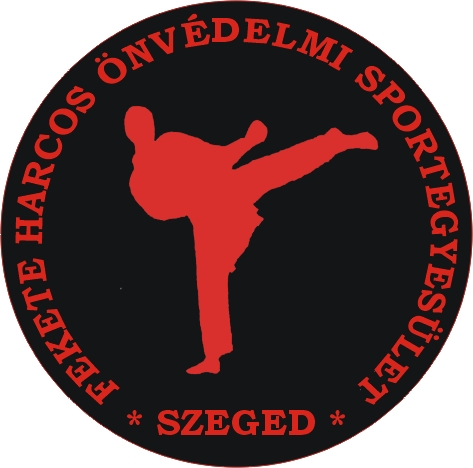 FEKETE HARCOS ÖNVÉDELMI SPORTEGYESÜLET
* SZEGED *